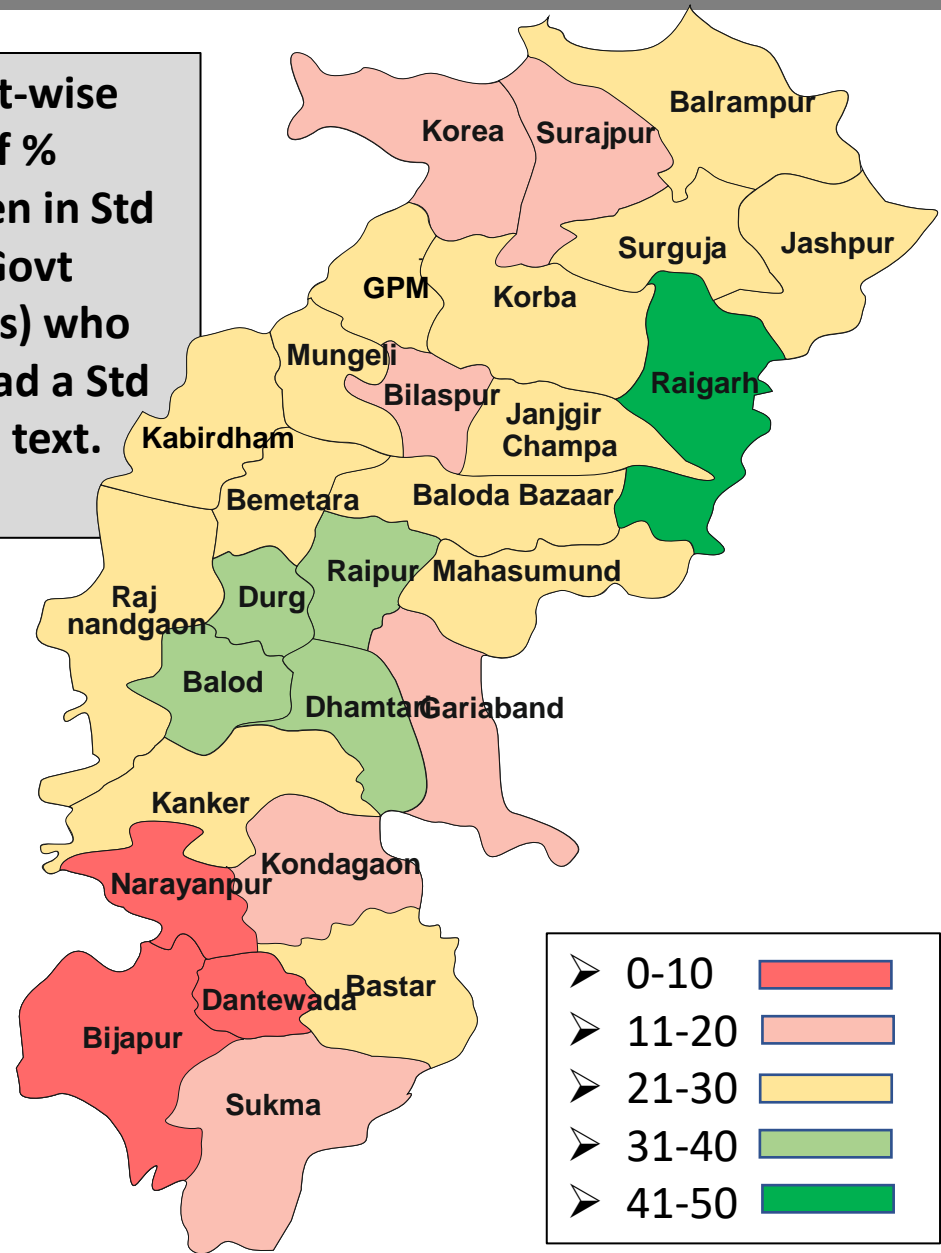 t-wise
f %
en in Std
Govt
s) who
ad a Std
text.
Balrampur
Korea
Surajpur
Surguja
Jashpur
GPM
Korba
Mungeli
Bilaspur
Raigarh
Janjgir
Champa
Kabirdham
Bemetara
Baloda Bazaar
Raipur
Mahasumund
Durg
Raj
nandgaon
Balod
Dhamtari
Gariaband
Kanker
Kondagaon
Narayanpur
Bastar
Dantewada
Bijapur
Sukma
➤ 0-10
➤ 11-20
➤ 21-30
➤ 31-40
➤ 41-50